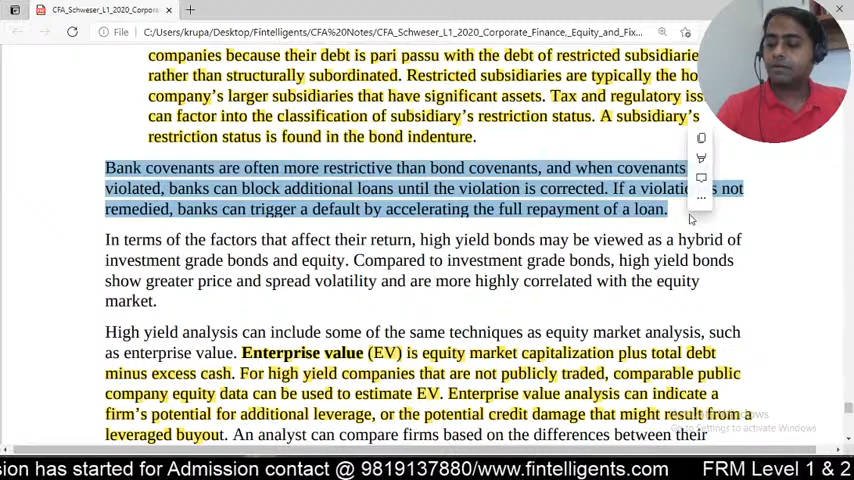 CFA_Schweser_L1_2020_Corpora
File
C:/Users/krupa/Desktop/Fintelligents/CFA%20Notes/CFA_Schweser_L1_2020_Corporate_Finance,_Equity_and_Fix...
companies because their debt is pari passu with the debt of restricted subsidiarie
rather than structurally subordinated. Restricted subsidiaries are typically the ho
company's larger subsidiaries that have significant assets. Tax and regulatory iss
can factor into the classification of subsidiary's restriction status. A subsidiary's
restriction status is found in the bond indenture.
Bank covenants are often more restrictive than bond covenants, and when covenants
violated, banks can block additional loans until the violation is corrected. If a violatio s not
remedied, banks can trigger a default by accelerating the full repayment of a loan.
In terms of the factors that affect their return, high yield bonds may be viewed as a hybrid of
investment grade bonds and equity. Compared to investment grade bonds, high yield bonds
show greater price and spread volatility and are more highly correlated with the equity
market.
High yield analysis can include some of the same techniques as equity market analysis, such
as enterprise value. Enterprise value (EV) is equity market capitalization plus total debt
minus excess cash. For high yield companies that are not publicly traded, comparable public
company equity data can be used to estimate EV. Enterprise value analysis can indicate a
firm's potential for additional leverage, or the potential credit damage that might result from a
leveraged buyout. An analyst can compare firms based on the differences between their
Go to Settings to activate Windows
sion has started for Admission contact @ 9819137880/www.fintelligents.com FRM Level 1 & 2